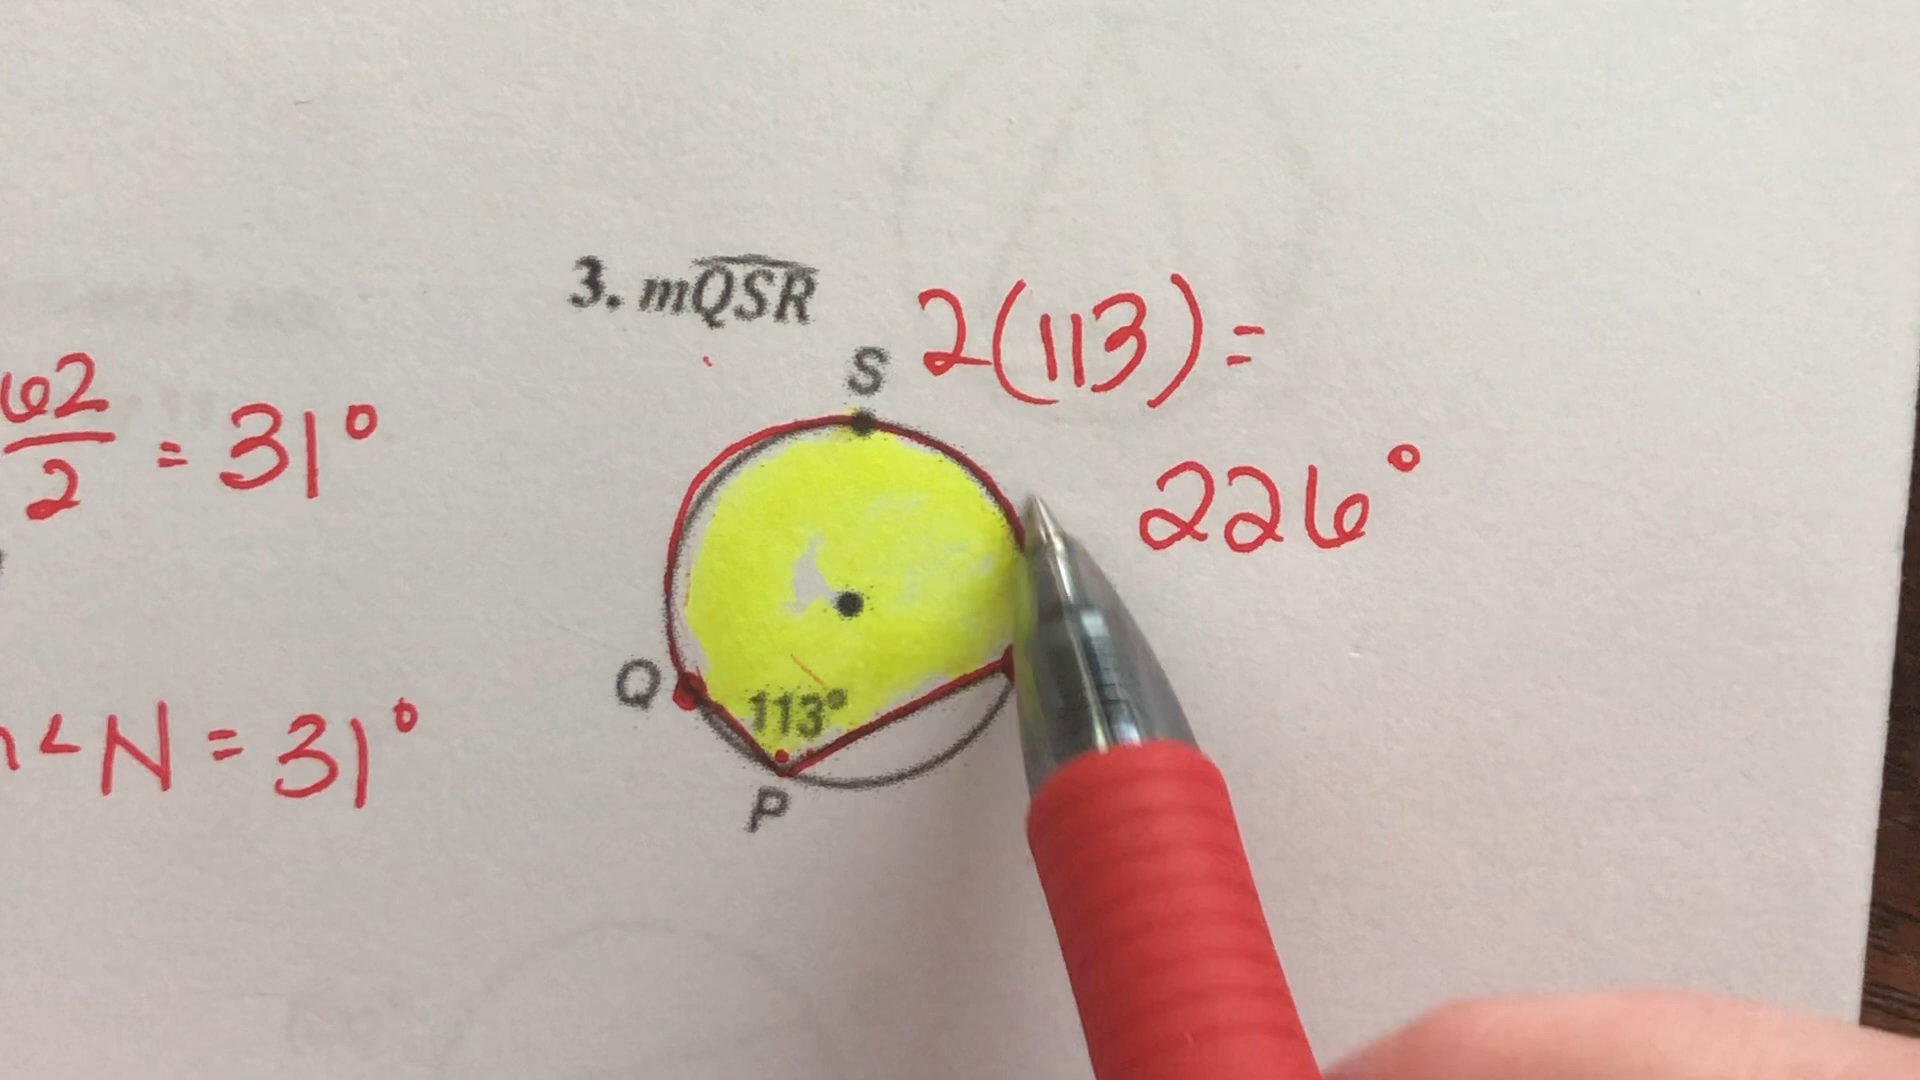 62
2
= 31°
< N = 31°
3. mQSR
2(113) =
226°
S
Q
113°
P